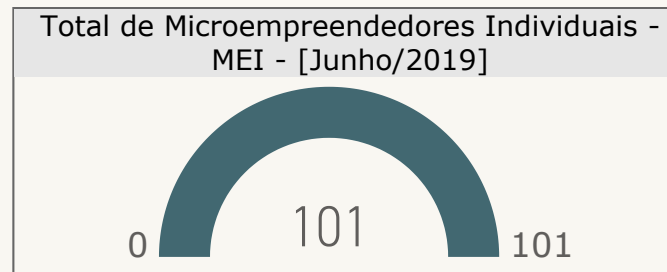 Total de Microempreendedores Individuais -
MEI - [Junho/2019]
101
0
101